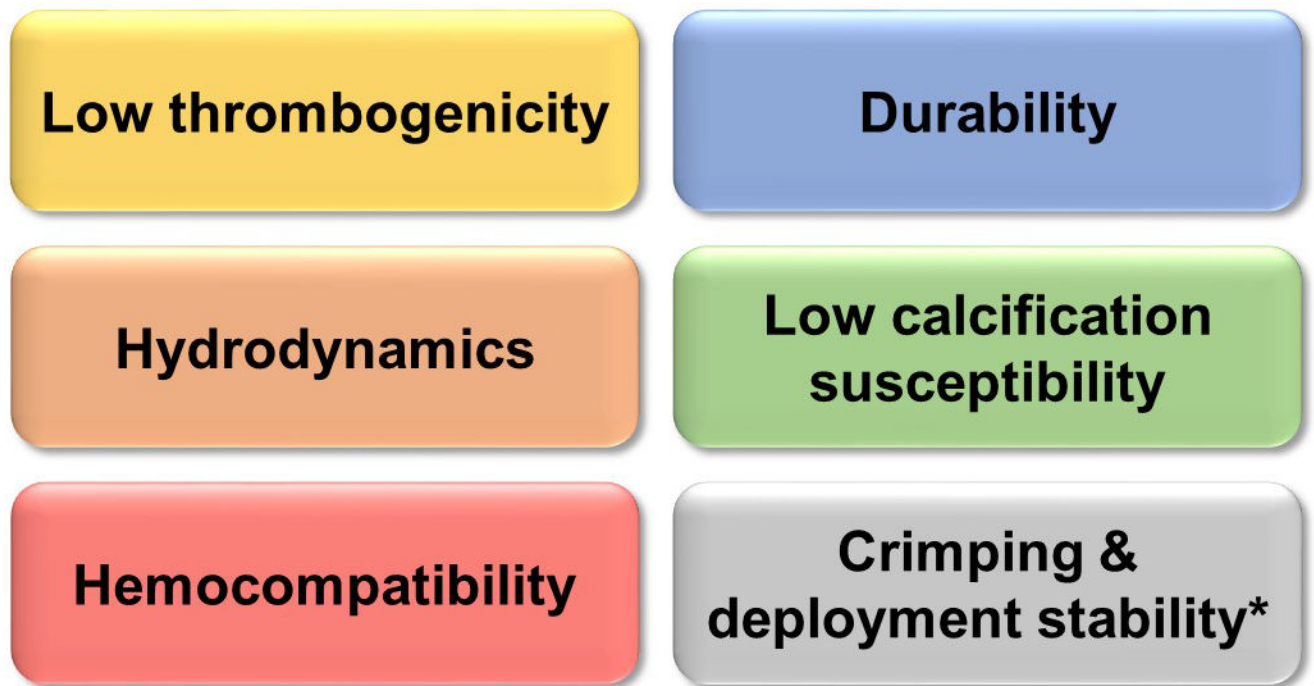 Low thrombogenicity
Durability
Hydrodynamics
Low calcification
susceptibility
Hemocompatibility
Crimping &
deployment stability*